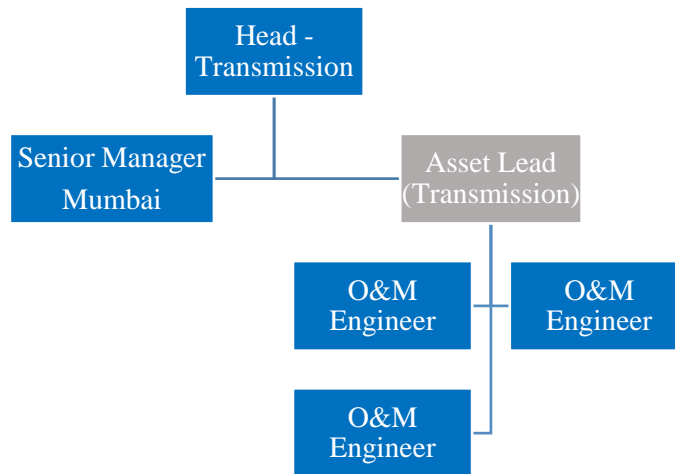 Head -
Transmission
Senior Manager
Mumbai
Asset Lead
(Transmission)
O&M
Engineer
O&M
Engineer
O&M
Engineer